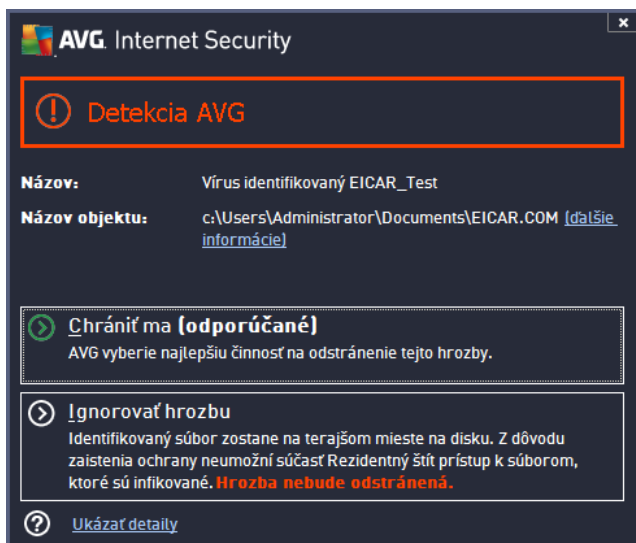 AVG. Internet Security
x
Detekcia AVG
Názov: Vírus identifikovaný EICAR_Test
Názov objektu: c:\Users\Administrator\Documents\EICAR.COM (ďalšie
informácie)
Chrániť ma (odporúčané)
AVG vyberie najlepšiu činnosť na odstránenie tejto hrozby.
Ignorovať hrozbu
Identifikovaný súbor zostane na terajšom mieste na disku. Z dôvodu
zaistenia ochrany neumožní súčasť Rezidentný štít prístup k súborom,
ktoré sú infikované. Hrozba nebude odstránená.
? Ukázať detaily